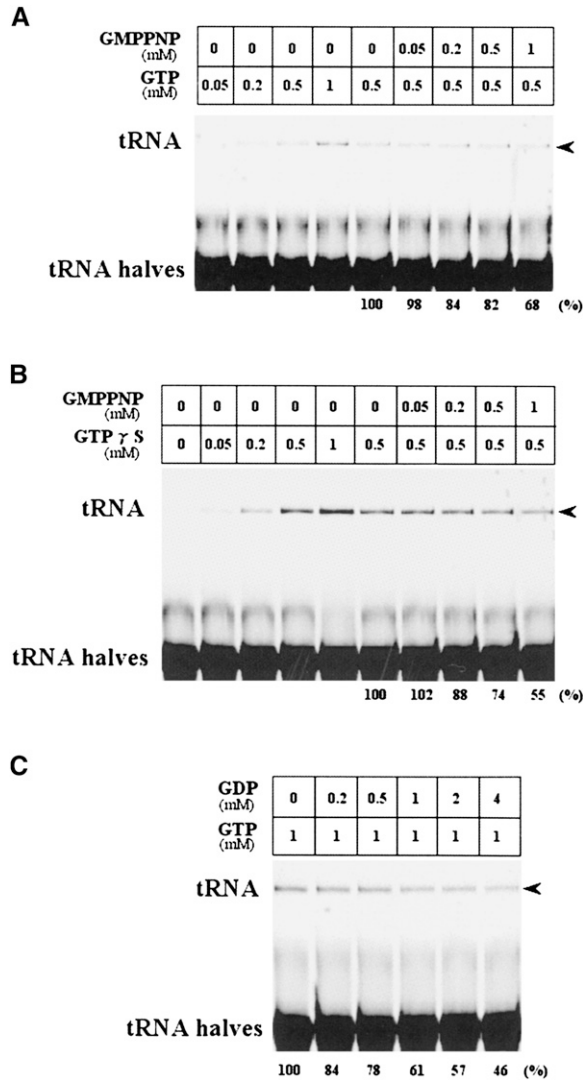 A
GMPPNP (mM) 0 0 0 0 0 0.05 0.2 0.5 1
GTP (mM) 0.05 0.2 0.5 1 0.5 0.5 0.5 0.5 0.5
tRNA
tRNA halves
100 98 84 82 68 (%)
B
GMPPNP (mM) 0 0 0 0 0 0 0.05 0.2 0.5 1
GTP γ S (mM) 0 0.05 0.2 0.5 1 0.5 0.5 0.5 0.5 0.5
tRNA
tRNA halves
100 102 88 74 55 (%)
C
GDP (mM) 0 0.2 0.5 1 2 4
GTP (mM) 1 1 1 1 1 1
tRNA
tRNA halves
100 84 78 61 57 46 (%)